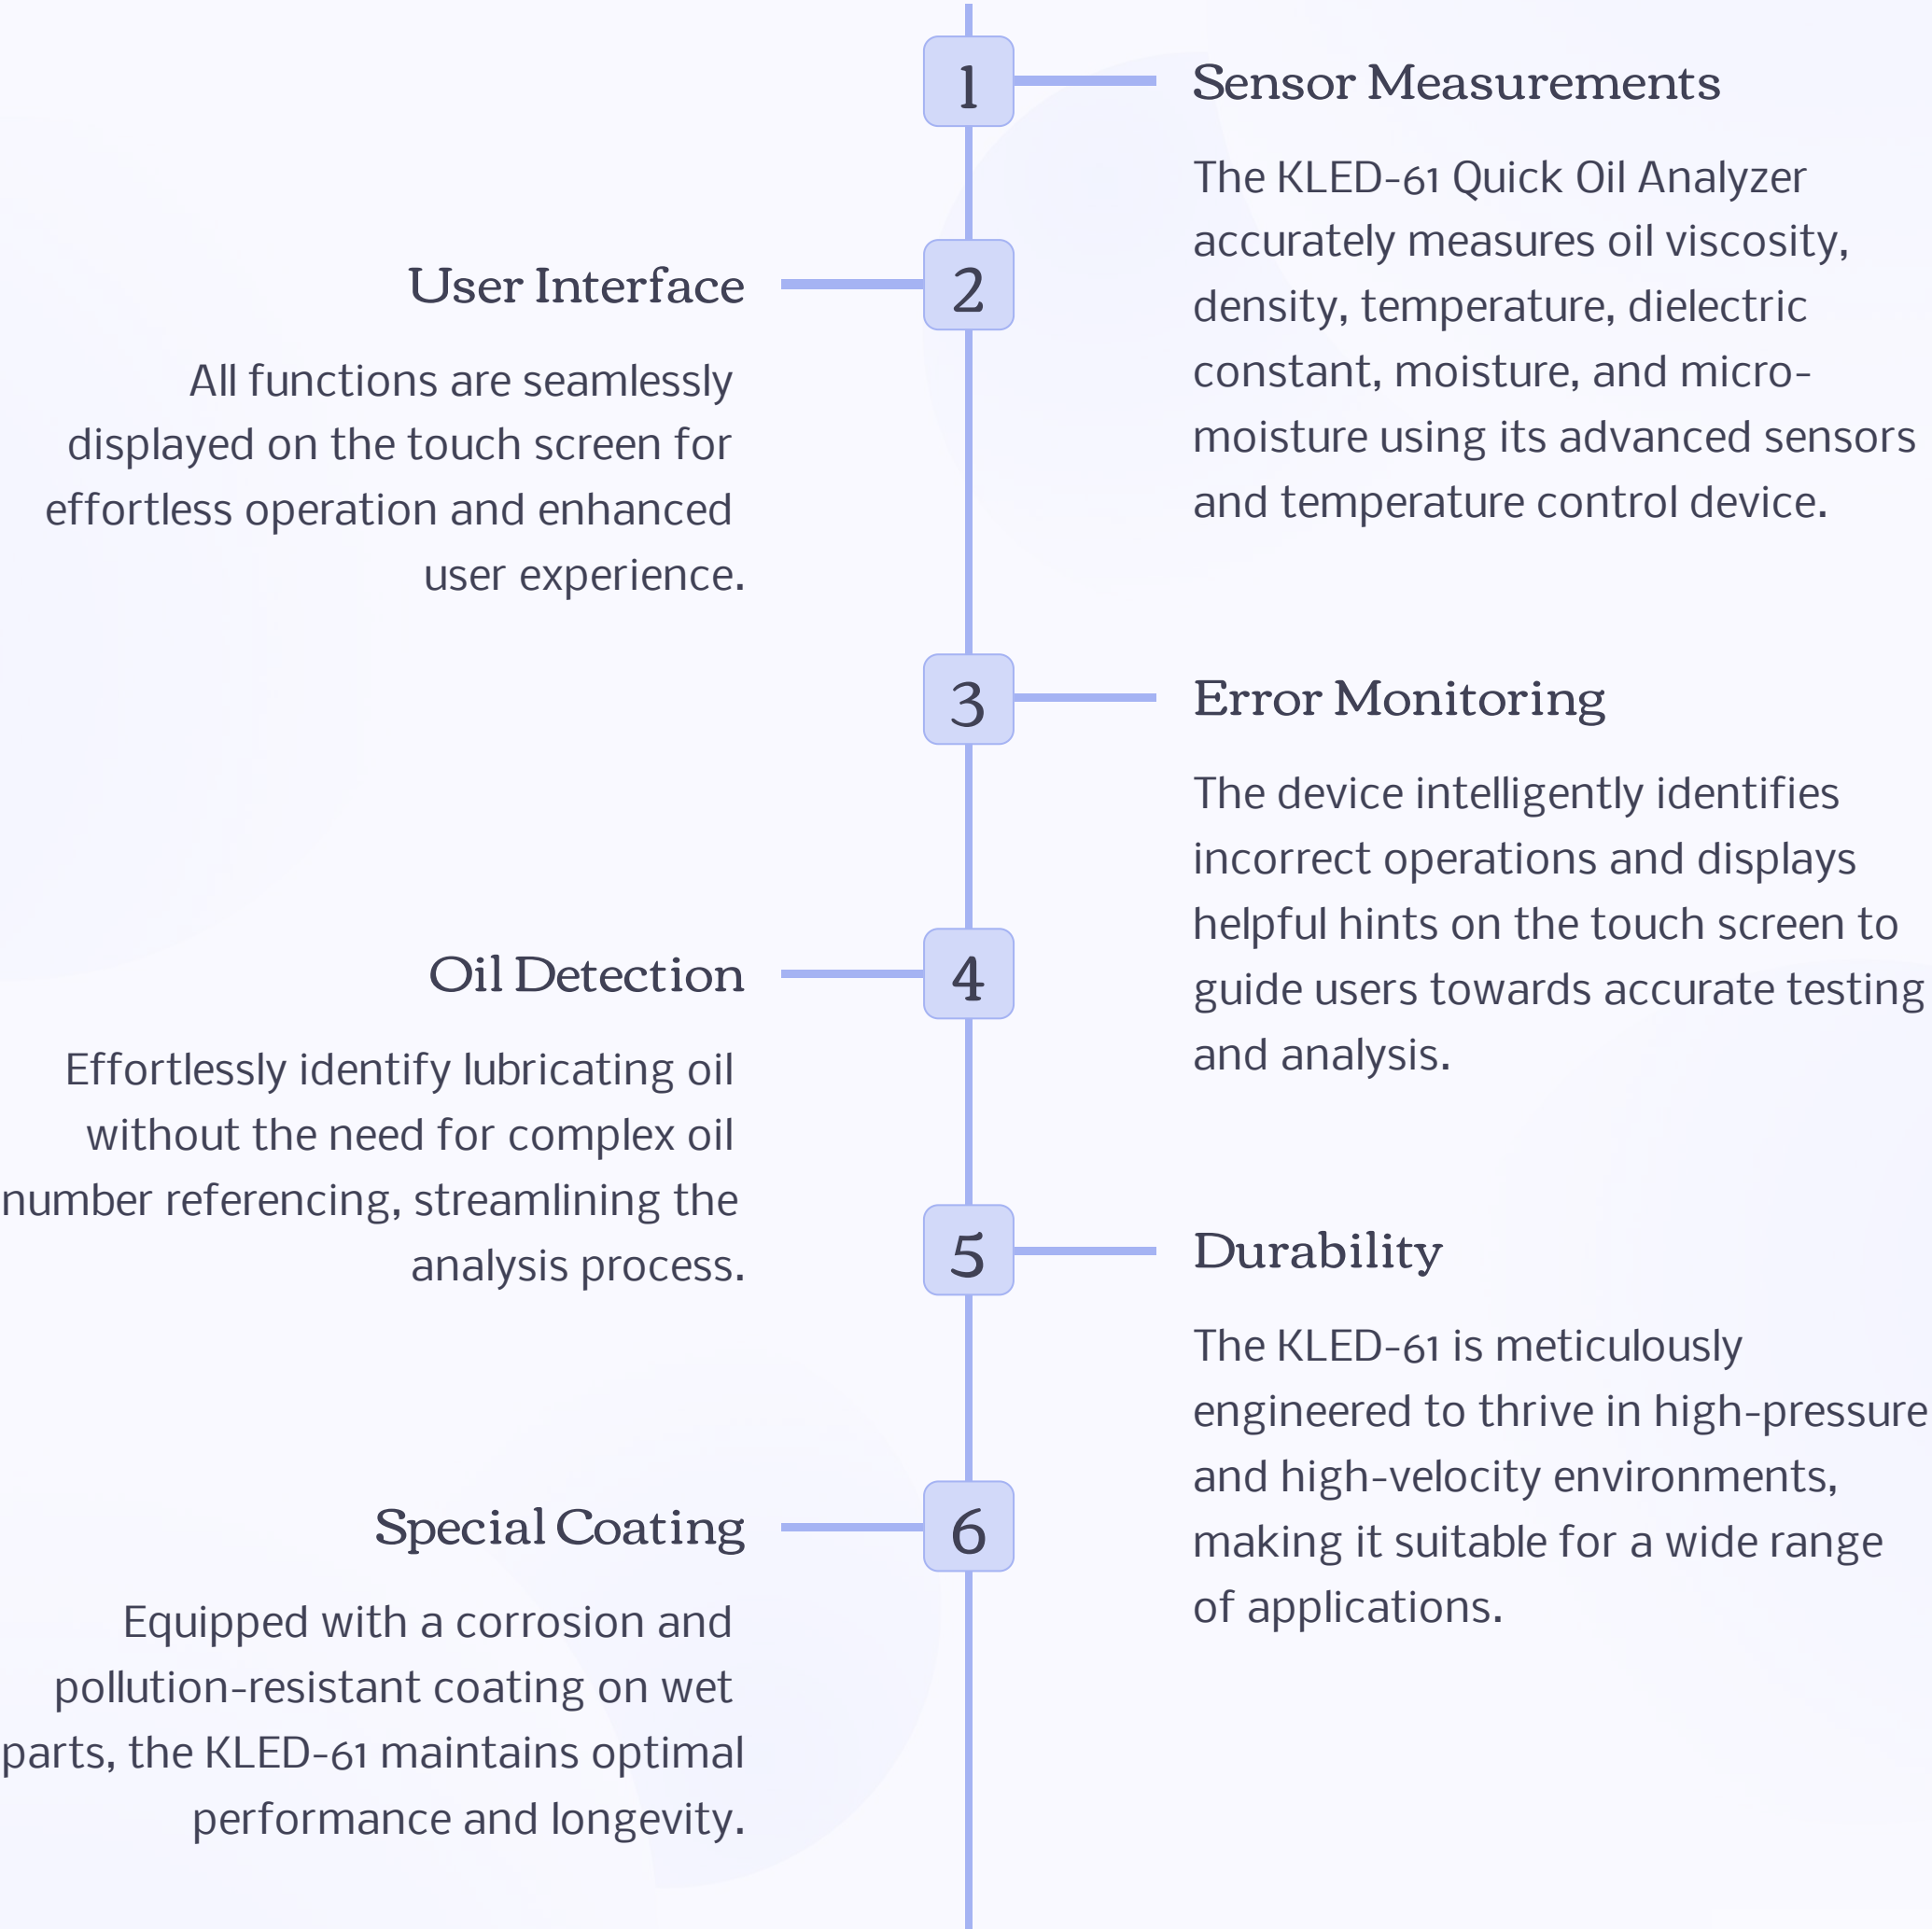 1
Sensor Measurements
The KLED-61 Quick Oil Analyzer
accurately measures oil viscosity,
density, temperature, dielectric
constant, moisture, and micro-
moisture using its advanced sensors
and temperature control device.
2
User Interface
All functions are seamlessly
displayed on the touch screen for
effortless operation and enhanced
user experience.
3
Error Monitoring
The device intelligently identifies
incorrect operations and displays
helpful hints on the touch screen to
guide users towards accurate testing
and analysis.
4
Oil Detection
Effortlessly identify lubricating oil
without the need for complex oil
number referencing, streamlining the
analysis process.
5
Durability
The KLED-61 is meticulously
engineered to thrive in high-pressure
and high-velocity environments,
making it suitable for a wide range
of applications.
6
Special Coating
Equipped with a corrosion and
pollution-resistant coating on wet
parts, the KLED-61 maintains optimal
performance and longevity.